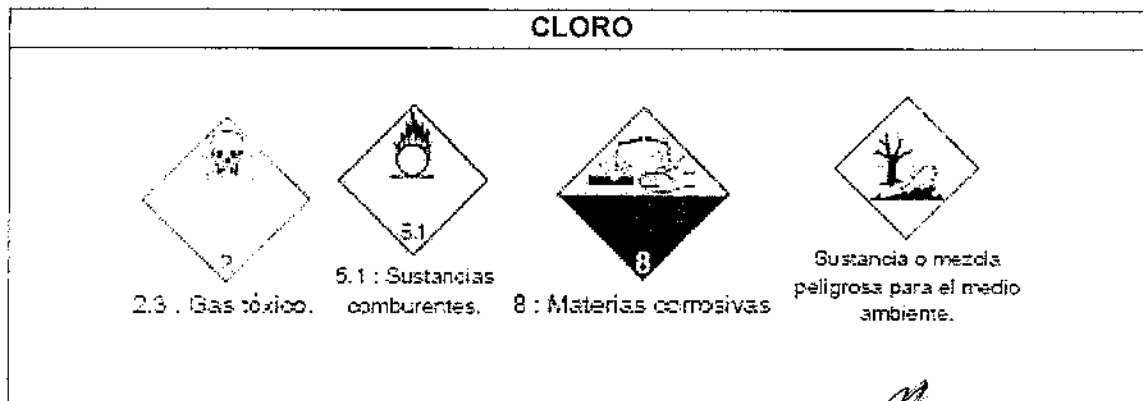 CLORO
2
5.1
8
2.3 : Gas tóxico.
5.1 : Sustancias
comburentes.
8 : Materias corrosivas
Sustancia o mezcla
peligrosa para el medio
ambiente.